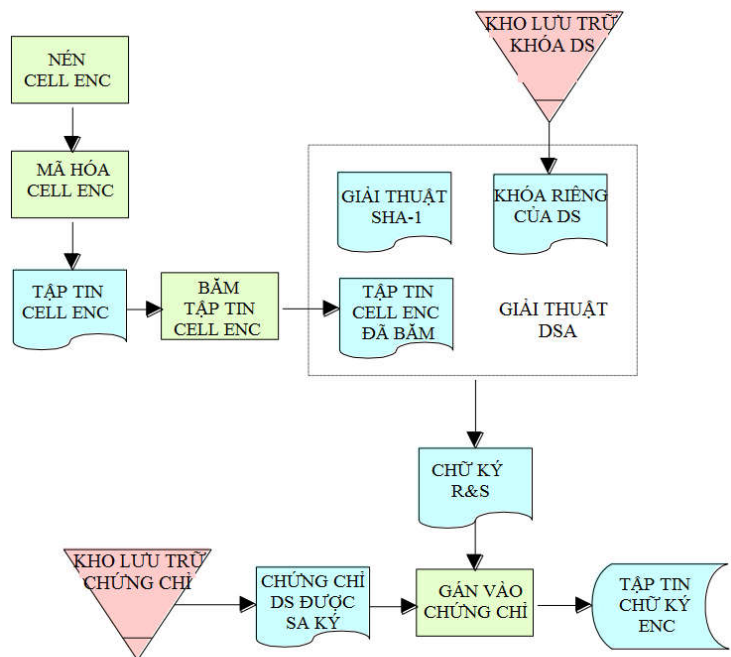 KHO LƯU TRỮ
KHÓA DS
NÉN
CELL ENC
MÃ HÓA
CELL ENC
GIẢI THUẬT
SHA-1
KHÓA RIÊNG
CỦA DS
TẬP TIN
CELL ENC
BĂM
TẬP TIN
CELL ENC
TẬP TIN
CELL ENC
ĐÃ BĂM
GIẢI THUẬT
DSA
CHỮ KÝ
R&S
KHO LƯU TRỮ
CHỨNG CHỈ
CHỨNG CHỈ
DS ĐƯỢC
SA KÝ
GÁN VÀO
CHỨNG CHỈ
TẬP TIN
CHỮ KÝ
ENC